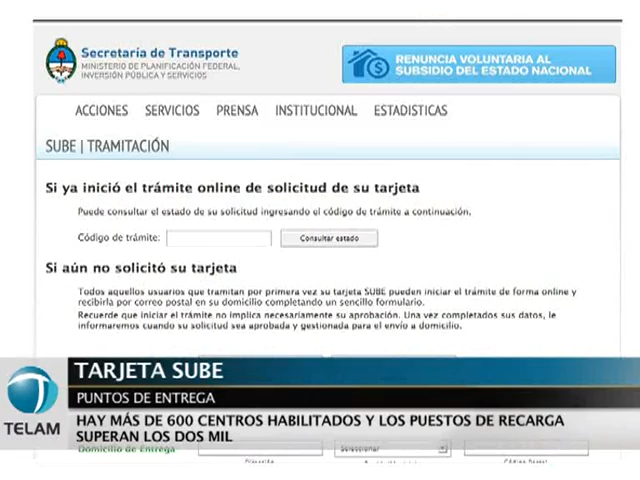 Secretaría de Transporte
MINISTERIO DE PLANIFICACIÓN FEDERAL,
INVERSIÓN PÚBLICA Y SERVICIOS
RENUNCIA VOLUNTARIA AL
SUBSIDIO DEL ESTADO NACIONAL
ACCIONES SERVICIOS PRENSA INSTITUCIONAL ESTADISTICAS
SUBE | TRAMITACIÓN
Si ya inició el trámite online de solicitud de su tarjeta
Puede consultar el estado de su solicitud ingresando el código de trámite a continuación.
Código de trámite: Consultar estado
Si aún no solicitó su tarjeta
Todos aquellos usuarios que tramitan por primera vez su tarjeta SUBE pueden iniciar el trámite de forma online y
recibirla por correo postal en su domicilio completando un sencillo formulario.
Recuerde que iniciar el trámite no implica necesariamente su aprobación. Una vez completados sus datos, le
informaremos cuando su solicitud sea aprobada y gestionada para el envío a domicilio.
TARJETA SUBE
PUNTOS DE ENTREGA
TELAM
HAY MÁS DE 600 CENTROS HABILITADOS Y LOS PUESTOS DE RECARGA
SUPERAN LOS DOS MIL
Domicilio de Entrega Seleccionar